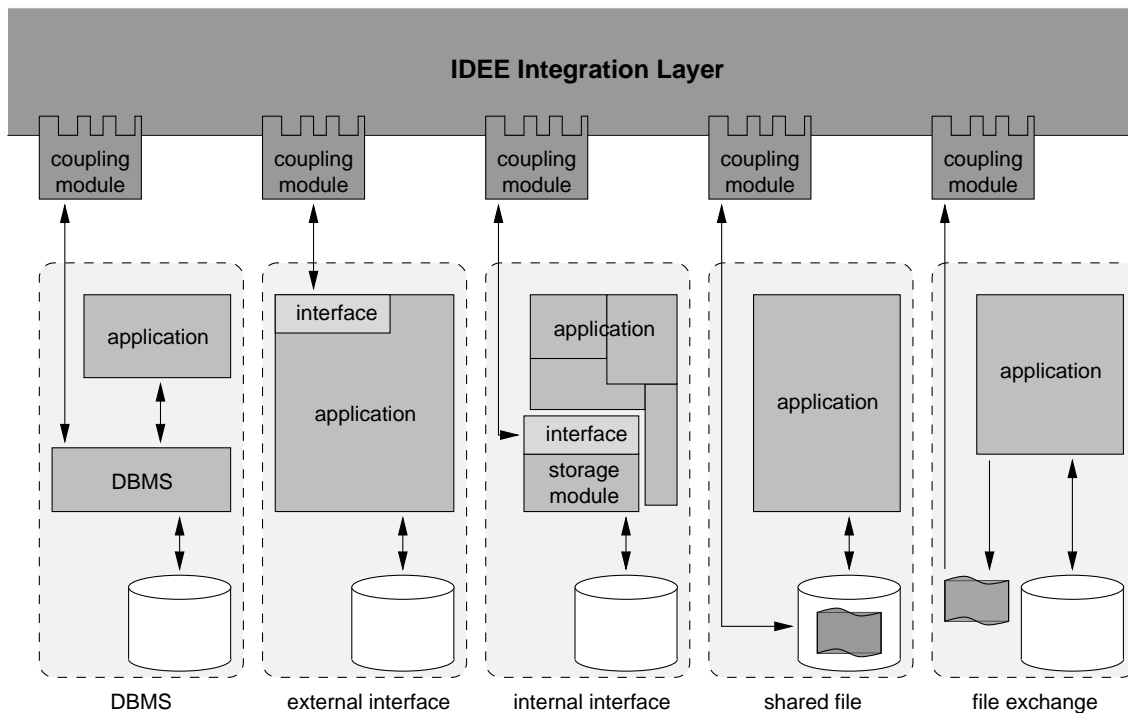 IDEE Integration Layer
coupling
module
coupling
module
coupling
module
coupling
module
coupling
module
application
DBMS
interface
application
application
interface
storage
module
application
application
DBMS
external interface
internal interface
shared file
file exchange